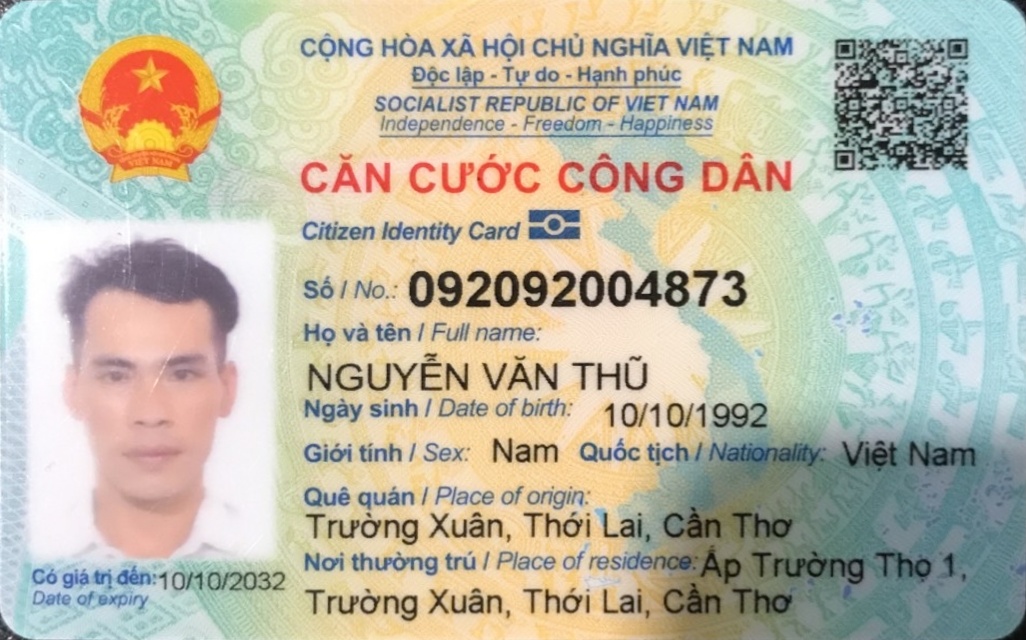 CỘNG HÒA XÃ HỘI CHỦ NGHĨA VIỆT NAM
Độc lập - Tự do - Hạnh phúc
SOCIALIST REPUBLIC OF VIET NAM
Independence - Freedom - Happiness
CĂN CƯỚC CÔNG DÂN
Citizen Identity Card
Số / No.: 092092004873
Họ và tên / Full name:
NGUYỄN VĂN THŨ
Ngày sinh / Date of birth: 10/10/1992
Giới tính / Sex: Nam Quốc tịch / Nationality: Việt Nam
Quê quán / Place of origin:
Trường Xuân, Thới Lai, Cần Thơ
Nơi thường trú / Place of residence: Ấp Trường Thọ 1,
Trường Xuân, Thới Lai, Cần Thơ
Có giá trị đến: 10/10/2032
Date of expiry
VIỆT NAM